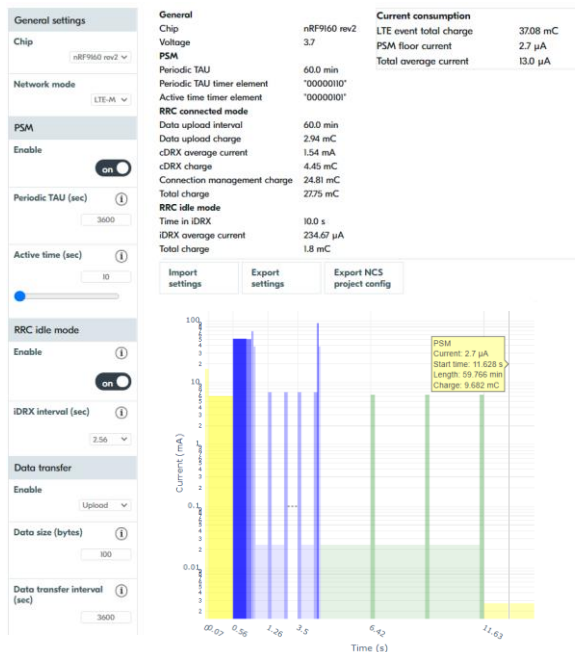 General settings
Chip
nRF9160 rev2
Network mode
LTE-M
PSM
Enable
on
Periodic TAU (sec)
3600
Active time (sec)
10
RRC idle mode
Enable
on
iDRX interval (sec)
2.56
Data transfer
Enable
Upload
Data size (bytes)
100
Data transfer interval (sec)
3600
General
Chip nRF9160 rev2
Voltage 3.7
PSM
Periodic TAU 60.0 min
Periodic TAU timer element "00000110"
Active time timer element "00000101"
RRC connected mode
Data upload interval 60.0 min
Data upload charge 2.94 mC
cDRX average current 1.54 mA
cDRX charge 4.45 mC
Connection management charge 24.81 mC
Total charge 27.75 mC
RRC idle mode
Time in iDRX 10.0 s
iDRX average current 234.67 µA
Total charge 1.8 mC
Current consumption
LTE event total charge 37.08 mC
PSM floor current 2.7 µA
Total average current 13.0 µA
Import settings
Export settings
Export NCS project config
PSM
Current: 2.7 µA
Start time: 11.628 s
Length: 59.766 min
Charge: 9.682 mC
Current (mA)
100
10
1
0.1
0.01
0.07
0.56
1.26
3.5
6.42
11.63
Time (s)